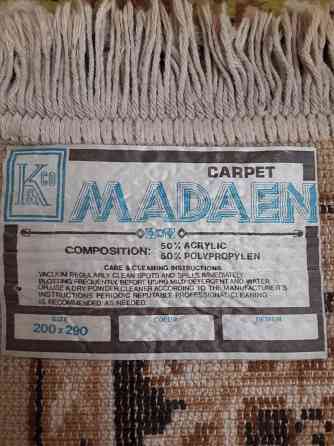 K Co
CARPET
MADAEN
COMPOSITION: 50% ACRYLIC
50% POLYPROPYLEN
CARE & CLEANING INSTRUCTIONS
VACUUM REGULARLY CLEAN SPOTS AND SPILLS IMMEDIATELY
BLOTTING FREQUENTLY BEFORE USING MILD DETERGENT AND WATER
OR USE A DRY POWDER CLEANER ACCORDING TO THE MANUFACTURER'S
INSTRUCTIONS PERIODIC REPUTABLE PROFESSIONAL CLEANING
IS RECOMMENDED AS NEEDED
SIZE COLUR DESIGN
200 x 290